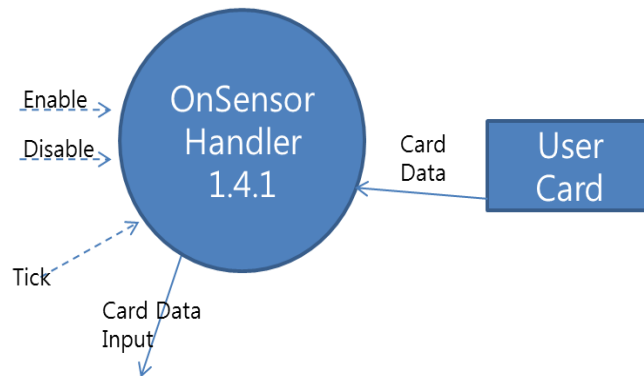 Enable
Disable
Tick
OnSensor
Handler
1.4.1
Card
Data
User
Card
Card Data
Input